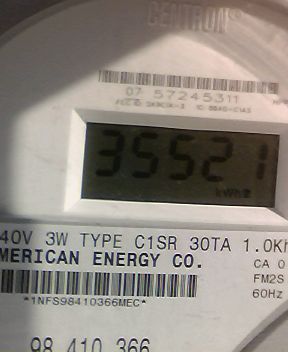 CENTRON®
07 57245311
35521
kWh
40V 3W TYPE C1SR 30TA 1.0Kh
MERICAN ENERGY CO.
CA 0
FM2S
60Hz
*1NFS98410366MEC*
98 410 366